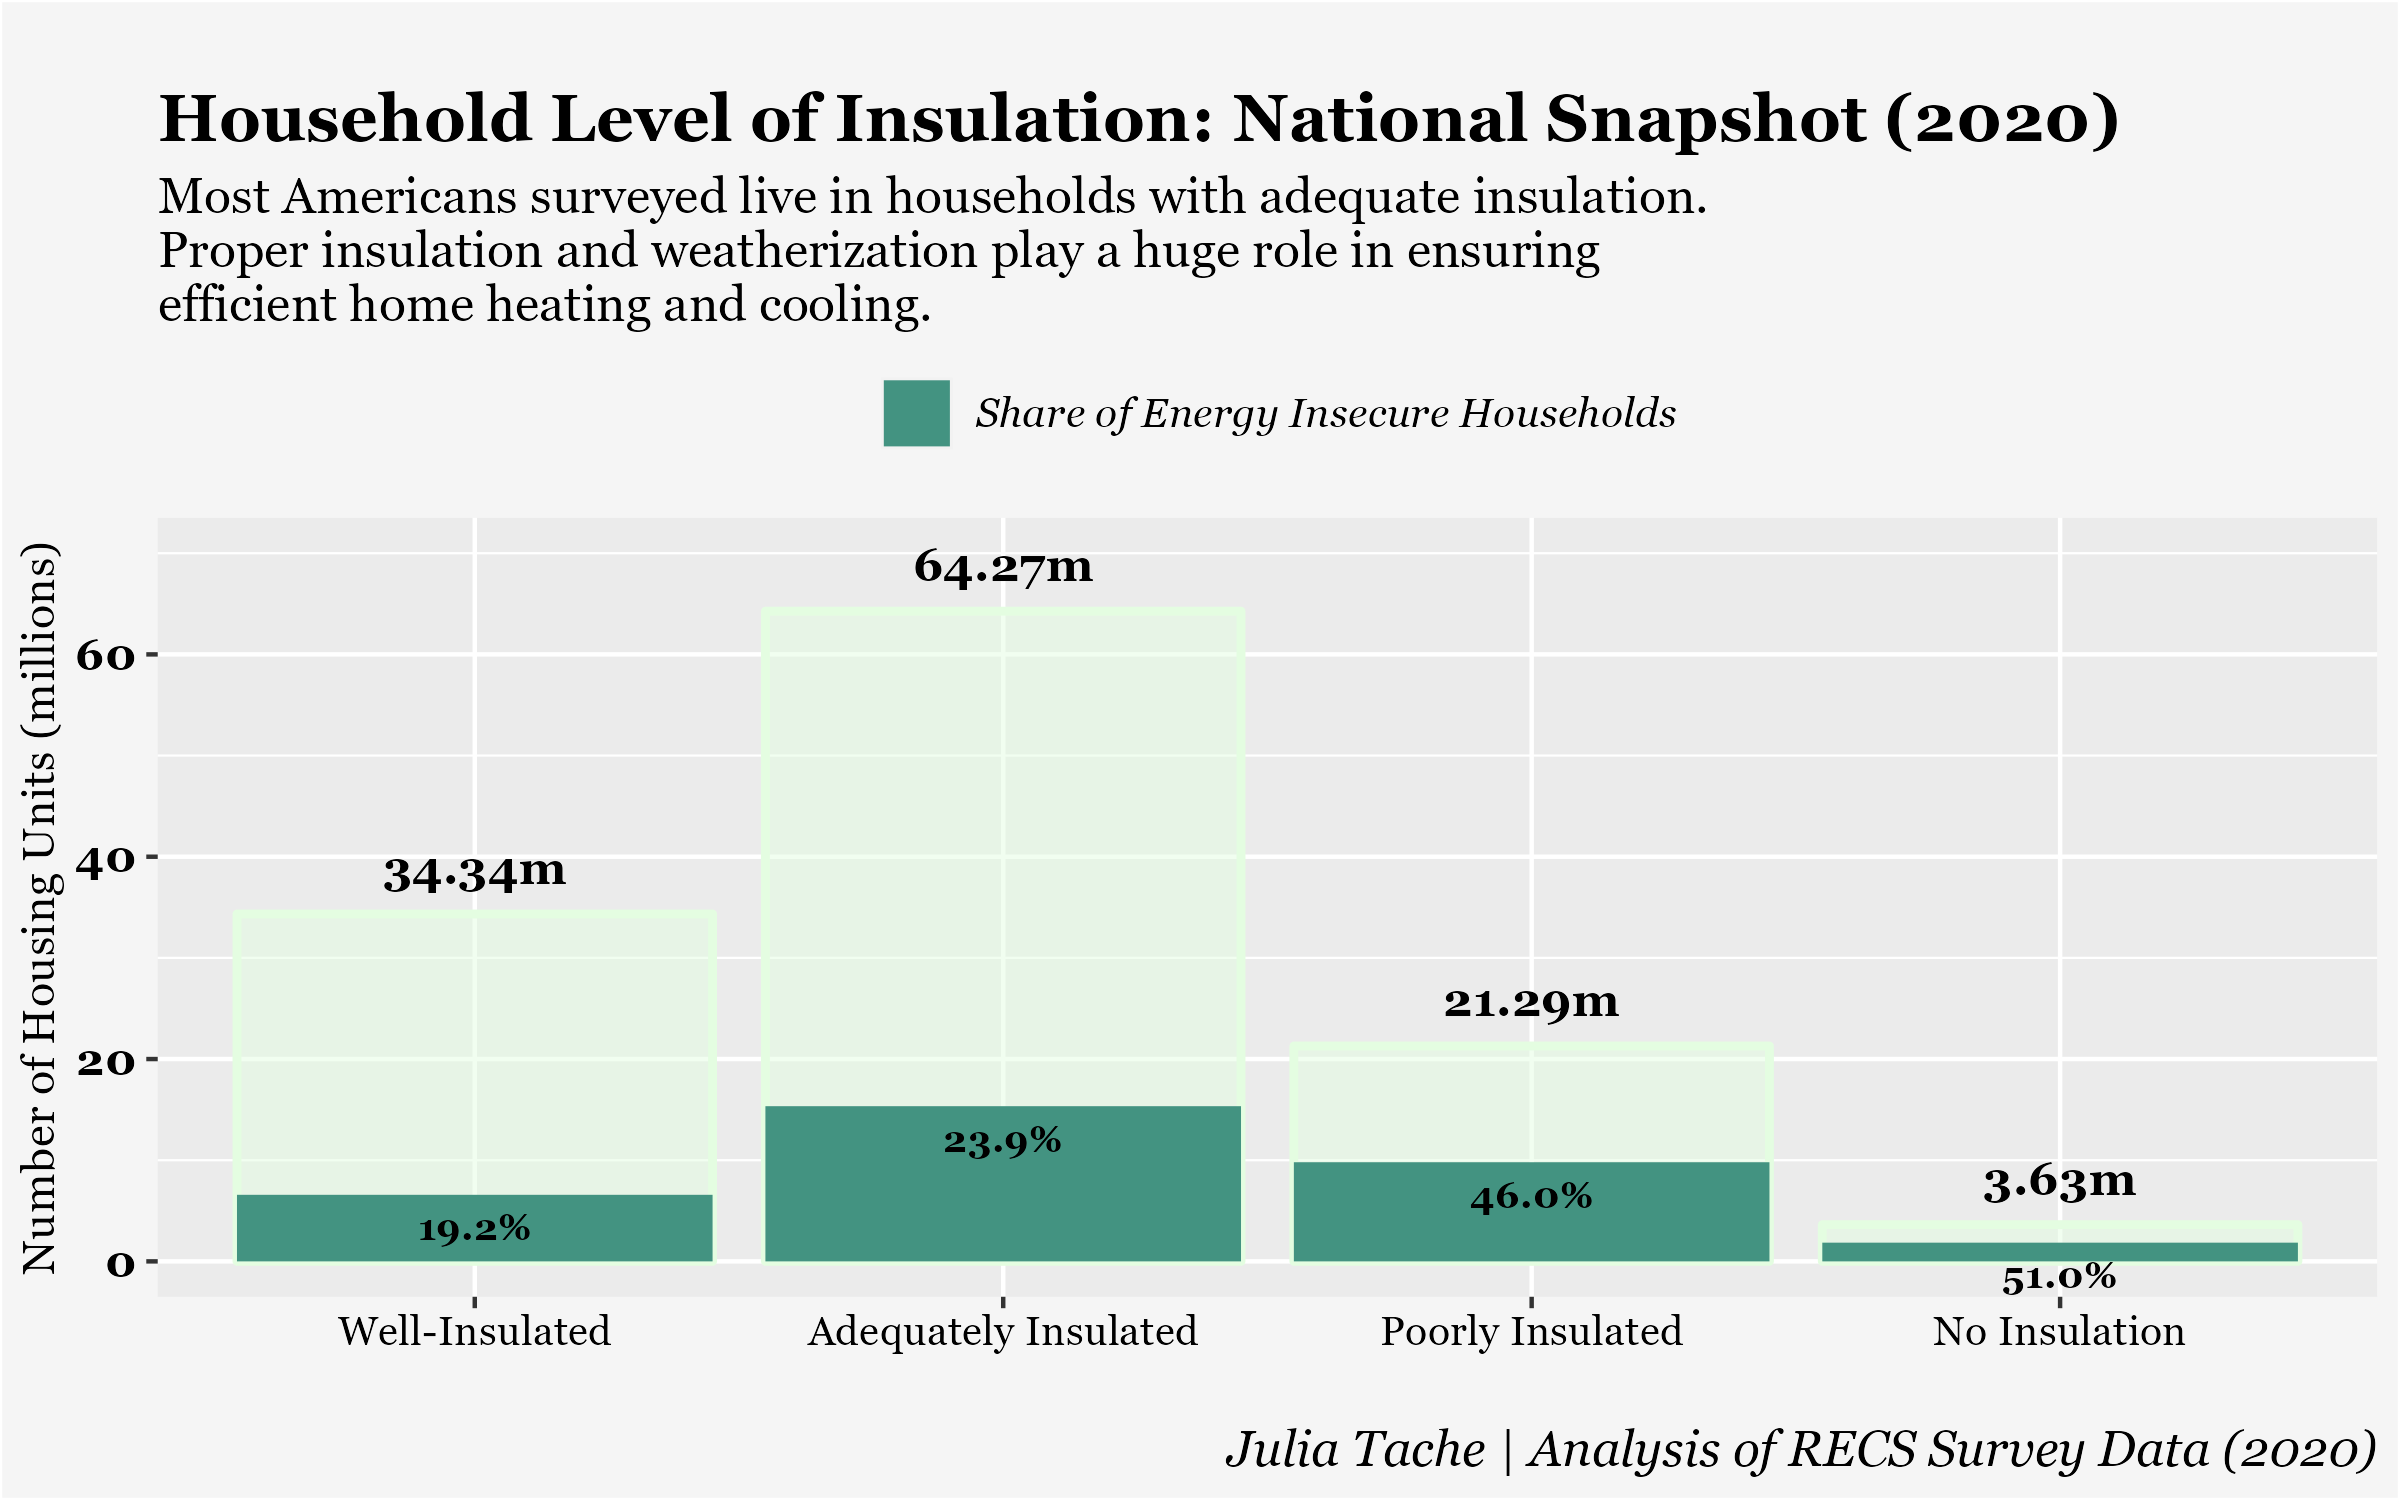 Household Level of Insulation: National Snapshot (2020)
Most Americans surveyed live in households with adequate insulation.
Proper insulation and weatherization play a huge role in ensuring
efficient home heating and cooling.
Share of Energy Insecure Households
Number of Housing Units (millions)
60
40
20
0
34.34m
64.27m
21.29m
3.63m
19.2%
23.9%
46.0%
51.0%
Well-Insulated
Adequately Insulated
Poorly Insulated
No Insulation
Julia Tache | Analysis of RECS Survey Data (2020)